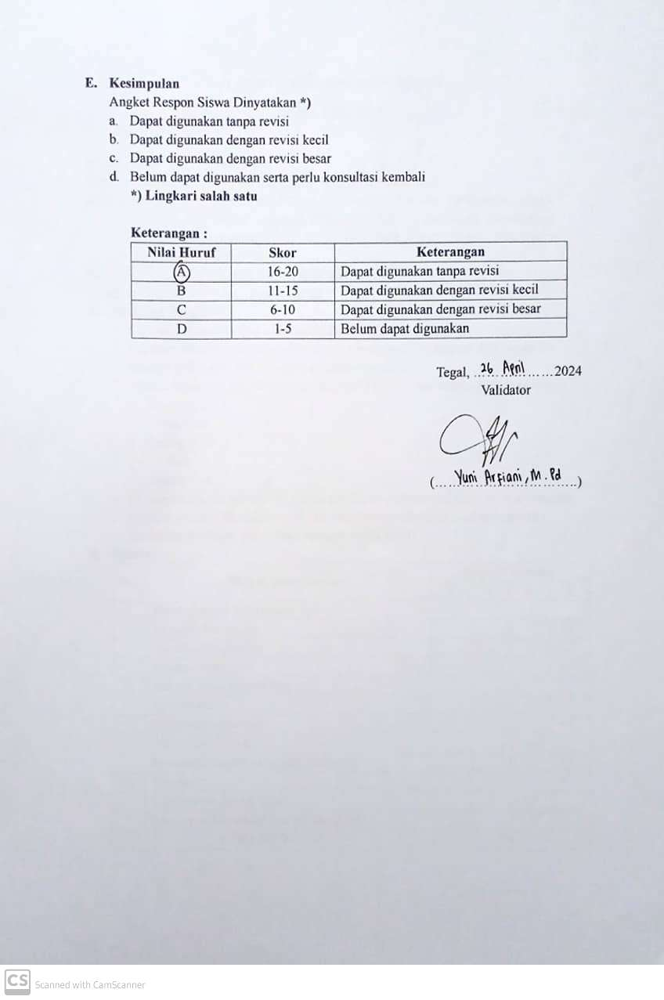 E. Kesimpulan
Angket Respon Siswa Dinyatakan *)
a. Dapat digunakan tanpa revisi
b. Dapat digunakan dengan revisi kecil
c. Dapat digunakan dengan revisi besar
d. Belum dapat digunakan serta perlu konsultasi kembali
*) Lingkari salah satu
Keterangan :
Nilai Huruf Skor Keterangan
A 16-20 Dapat digunakan tanpa revisi
B 11-15 Dapat digunakan dengan revisi kecil
C 6-10 Dapat digunakan dengan revisi besar
D 1-5 Belum dapat digunakan
Tegal, 26 April 2024
Validator
(Yuni Arfiani, M.Pd)
CS Scanned with CamScanner